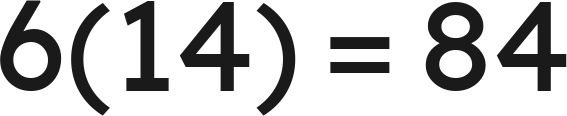 6(14) = 84